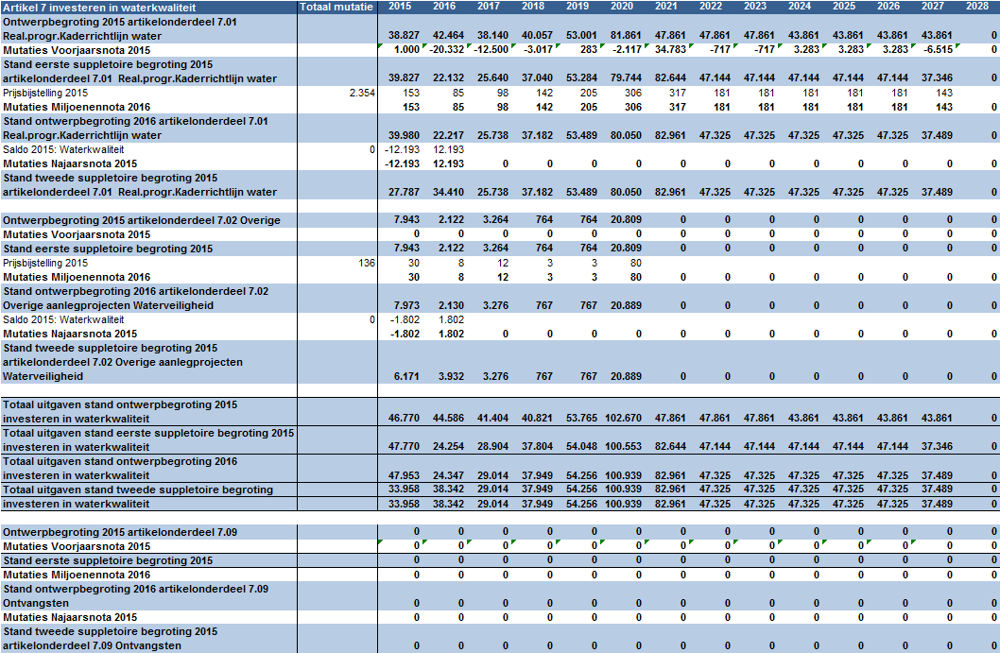 Artikel 7 investeren in waterkwaliteit Totaal mutatie 2015 2016 2017 2018 2019 2020 2021 2022 2023 2024 2025 2026 2027 2028
Ontwerpbegroting 2015 artikelonderdeel 7.01
Real.progr.Kaderrichtlijn water 38.827 42.464 38.140 40.057 53.001 81.861 47.861 47.861 47.861 43.861 43.861 43.861 43.861 0
Mutaties Voorjaarsnota 2015 1.000 -20.332 -12.500 -3.017 283 -2.117 34.783 -717 -717 3.283 3.283 3.283 -6.515 0
Stand eerste suppletoire begroting 2015
artikelonderdeel 7.01 Real.progr.Kaderrichtlijn water 39.827 22.132 25.640 37.040 53.284 79.744 82.644 47.144 47.144 47.144 47.144 47.144 37.346 0
Prijsbijstelling 2015 2.354 153 85 98 142 205 306 317 181 181 181 181 181 143
Mutaties Miljoenennota 2016 153 85 98 142 205 306 317 181 181 181 181 181 143 0
Stand ontwerpbegroting 2016 artikelonderdeel 7.01
Real.progr.Kaderrichtlijn water 39.980 22.217 25.738 37.182 53.489 80.050 82.961 47.325 47.325 47.325 47.325 47.325 37.489 0
Saldo 2015: Waterkwaliteit 0 -12.193 12.193
Mutaties Najaarsnota 2015 -12.193 12.193 0 0 0 0 0 0 0 0 0 0 0 0
Stand tweede suppletoire begroting 2015
artikelonderdeel 7.01 Real.progr.Kaderrichtlijn water 27.787 34.410 25.738 37.182 53.489 80.050 82.961 47.325 47.325 47.325 47.325 47.325 37.489 0
Ontwerpbegroting 2015 artikelonderdeel 7.02 Overige 7.943 2.122 3.264 764 764 20.809 0 0 0 0 0 0 0 0
Mutaties Voorjaarsnota 2015 0 0 0 0 0 0 0 0 0 0 0 0 0 0
Stand eerste suppletoire begroting 2015 7.943 2.122 3.264 764 764 20.809 0 0 0 0 0 0 0 0
Prijsbijstelling 2015 136 30 8 12 3 3 80
Mutaties Miljoenennota 2016 30 8 12 3 3 80 0 0 0 0 0 0 0 0
Stand ontwerpbegroting 2016 artikelonderdeel 7.02
Overige aanlegprojecten Waterveiligheid 7.973 2.130 3.276 767 767 20.889 0 0 0 0 0 0 0 0
Saldo 2015: Waterkwaliteit 0 -1.802 1.802
Mutaties Najaarsnota 2015 -1.802 1.802 0 0 0 0 0 0 0 0 0 0 0 0
Stand tweede suppletoire begroting 2015
artikelonderdeel 7.02 Overige aanlegprojecten
Waterveiligheid 6.171 3.932 3.276 767 767 20.889 0 0 0 0 0 0 0 0
Totaal uitgaven stand ontwerpbegroting 2015
investeren in waterkwaliteit 46.770 44.586 41.404 40.821 53.765 102.670 47.861 47.861 47.861 43.861 43.861 43.861 43.861 0
Totaal uitgaven stand eerste suppletoire begroting 2015
investeren in waterkwaliteit 47.770 24.254 28.904 37.804 54.048 100.553 82.644 47.144 47.144 47.144 47.144 47.144 37.346 0
Totaal uitgaven stand ontwerpbegroting 2016
investeren in waterkwaliteit 47.953 24.347 29.014 37.949 54.256 100.939 82.961 47.325 47.325 47.325 47.325 47.325 37.489 0
Totaal uitgaven stand tweede suppletoire begroting 33.958 38.342 29.014 37.949 54.256 100.939 82.961 47.325 47.325 47.325 47.325 47.325 37.489 0
investeren in waterkwaliteit 33.958 38.342 29.014 37.949 54.256 100.939 82.961 47.325 47.325 47.325 47.325 47.325 37.489 0
Ontwerpbegroting 2015 artikelonderdeel 7.09 0 0 0 0 0 0 0 0 0 0 0 0 0 0
Mutaties Voorjaarsnota 2015 0 0 0 0 0 0 0 0 0 0 0 0 0 0
Stand eerste suppletoire begroting 2015 0 0 0 0 0 0 0 0 0 0 0 0 0 0
Mutaties Miljoenennota 2016 0 0 0 0 0 0 0 0 0 0 0 0 0 0
Stand ontwerpbegroting 2016 artikelonderdeel 7.09
Ontvangsten 0 0 0 0 0 0 0 0 0 0 0 0 0 0
Mutaties Najaarsnota 2015 0 0 0 0 0 0 0 0 0 0 0 0 0 0
Stand tweede suppletoire begroting 2015
artikelonderdeel 7.09 Ontvangsten 0 0 0 0 0 0 0 0 0 0 0 0 0 0